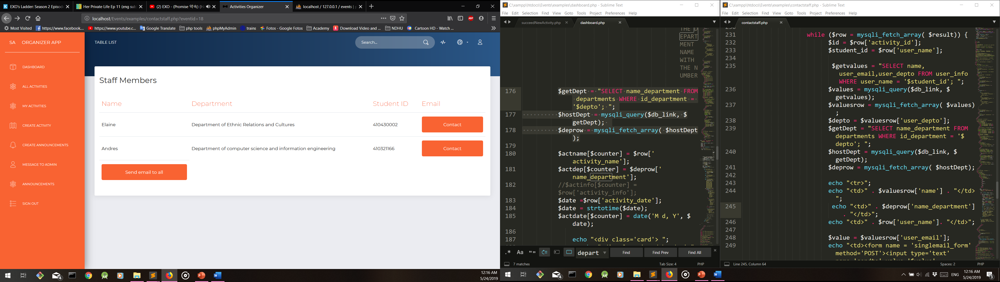 EXO's Ladder: Season 2 Episod
Her Private Life Ep 11 (eng sub)
(2) EXO - (Promise 약속) {HA
Activities Organizer
localhost / 127.0.0.1 / events | p
localhost/Events/examples/contactstaff.php?eventid=18
Most Visited
https://www.facebook....
https://www.youtube.c...
Google Translate
php tools
phpMyAdmin
trains
Fotos - Google Fotos
Academy
Download Video and ...
NDHU
Cartoon HD - Watch ...
SA ORGANIZER APP
DASHBOARD
ALL ACTIVITIES
MY ACTIVITIES
CREATE ACTIVITY
CREATE ANNOUNCEMENTS
MESSAGE TO ADMIN
ANNOUNCEMENTS
SIGN OUT
TABLE LIST
Search...
Staff Members
Name Department Student ID Email
Elaine Department of Ethnic Relations and Cultures 410430002 Contact
Andres Department of computer science and information engineering 410321166 Contact
Send email to all
12:16 AM
5/24/2019
C:\xampp\htdocs\Events\examples\dashboard.php - Sublime Text
File Edit Selection Find View Goto Tools Project Preferences Help
succeedNewActivity.php
dashboard.php
THE D
EPART
MENT
NAME
WITH
THE N
UMBER
176 $getDept = "SELECT name_department FROM
departments WHERE id_department =
'$depto'; ";
177 $hostDept = mysqli_query($db_link, $
getDept);
178 $deprow = mysqli_fetch_array( $hostDept
);
179
180 $actname[$counter] = $row['
activity_name'];
181 $actdep[$counter] = $deprow['
name_department'];
182 //$actinfo[$counter] =
$row['activity_info'];
183 $date =$row['activity_date'];
184 $date = strtotime($date);
185 $actdate[$counter] = date('M d, Y', $
date);
186
187 echo "<div class='card'> ";
.* Aa “” depart Find Find Prev Find All
7 matches
Tab Size: 4
PHP
C:\xampp\htdocs\Events\examples\contactstaff.php - Sublime Text
File Edit Selection Find View Goto Tools Project Preferences Help
contactstaff.php
230
231 while ($row = mysqli_fetch_array( $result)) {
232 $id = $row['activity_id'];
233 $student_id = $row['user_name'];
234
235 $getvalues = "SELECT name,
user_email,user_depto FROM user_info
WHERE user_name = '$student_id'; ";
236 $values = mysqli_query($db_link, $
getvalues);
237 $valuesrow = mysqli_fetch_array( $values)
;
238 $depto = $valuesrow['user_depto'];
239 $getDept = "SELECT name_department FROM
departments WHERE id_department = '$
depto'; ";
240 $hostDept = mysqli_query($db_link, $
getDept);
241 $deprow = mysqli_fetch_array( $hostDept);
242
243 echo "<tr>";
244 echo "<td>" . $valuesrow['name'] . "</td>
";
245 echo "<td>" . $deprow['name_department']
. "</td>";
246 echo "<td>" . $row['user_name']. "</td>";
247
248 $value = $valuesrow['user_email'];
249 echo "<td><form name = 'singlemail_form'
method='POST'><input type='text'
Line 245, Column 64
Spaces: 2
PHP
ENG
12:16 AM
5/24/2019